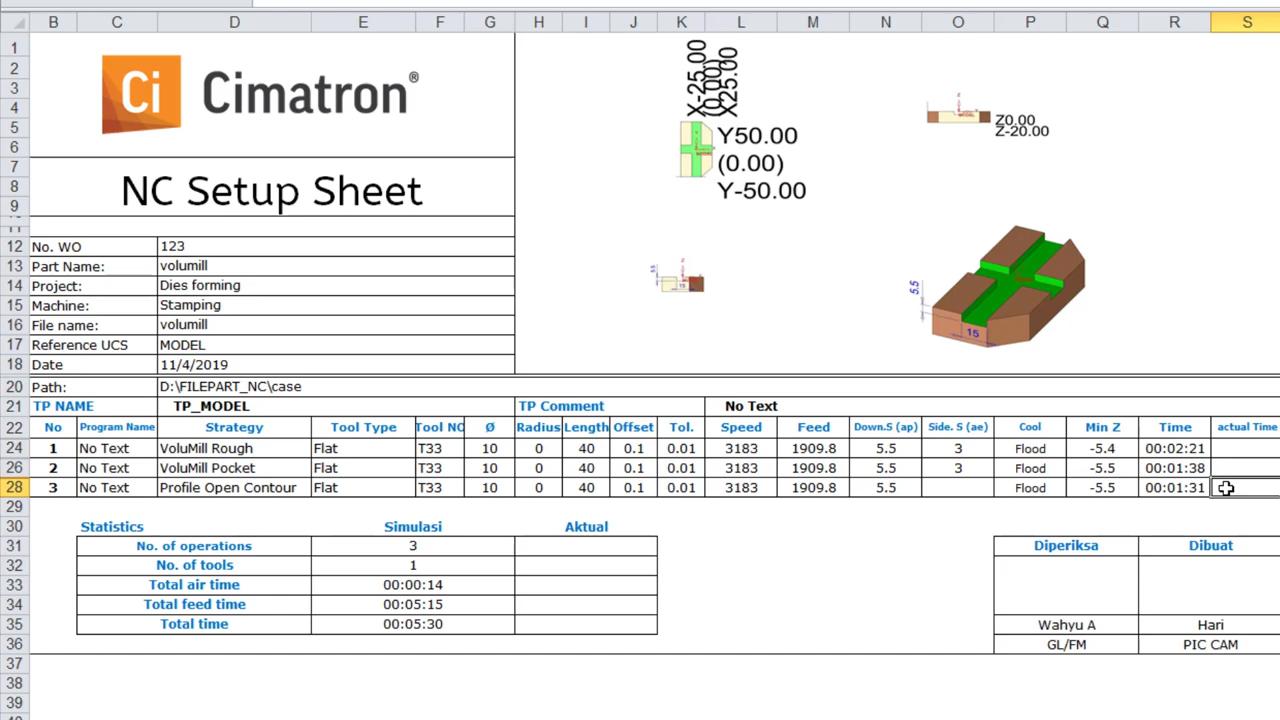 B C D E F G H I J K L M N O P Q R S
1
2
3
4
5
6
7
8
9
Ci Cimatron®
NC Setup Sheet
X-25.00
(0.00)
X25.00
Y50.00
(0.00)
Y-50.00
Z0.00
Z-20.00
5.5
15
5.5
15
12 No. WO 123
13 Part Name: volumill
14 Project: Dies forming
15 Machine: Stamping
16 File name: volumill
17 Reference UCS MODEL
18 Date 11/4/2019
20 Path: D:\FILEPART_NC\case
21 TP NAME TP_MODEL TP Comment No Text
22 No Program Name Strategy Tool Type Tool NO Ø Radius Length Offset Tol. Speed Feed Down.S (ap) Side. S (ae) Cool Min Z Time actual Time
24 1 No Text VoluMill Rough Flat T33 10 0 40 0.1 0.01 3183 1909.8 5.5 3 Flood -5.4 00:02:21
26 2 No Text VoluMill Pocket Flat T33 10 0 40 0.1 0.01 3183 1909.8 5.5 3 Flood -5.5 00:01:38
28 3 No Text Profile Open Contour Flat T33 10 0 40 0.1 0.01 3183 1909.8 5.5 Flood -5.5 00:01:31
29
30 Statistics Simulasi Aktual
31 No. of operations 3 Diperiksa Dibuat
32 No. of tools 1
33 Total air time 00:00:14
34 Total feed time 00:05:15
35 Total time 00:05:30 Wahyu A Hari
36 GL/FM PIC CAM
37
38
39